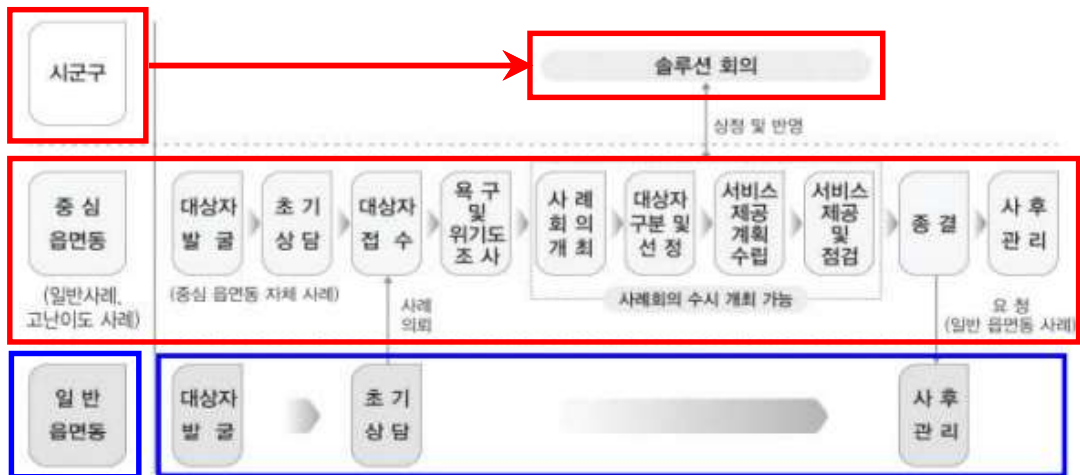 시군구
솔루션 회의
상정 및 반영
중 심
읍면동
(일반사례,
고난이도 사례)
대상자
발 굴
초 기
상 담
대상자
접 수
욕 구
및
위기도
조 사
사 례
회 의
개 최
대상자
구분 및
선 정
서비스
제공
계획
수립
서비스
제공
및
점검
종 결
사 후
관 리
(중심 읍면동 자체 사례)
사례
의뢰
사례회의 수시 개최 가능
요 청
(일반 읍면동 사례)
일 반
읍면동
대상자
발 굴
초 기
상 담
사 후
관 리